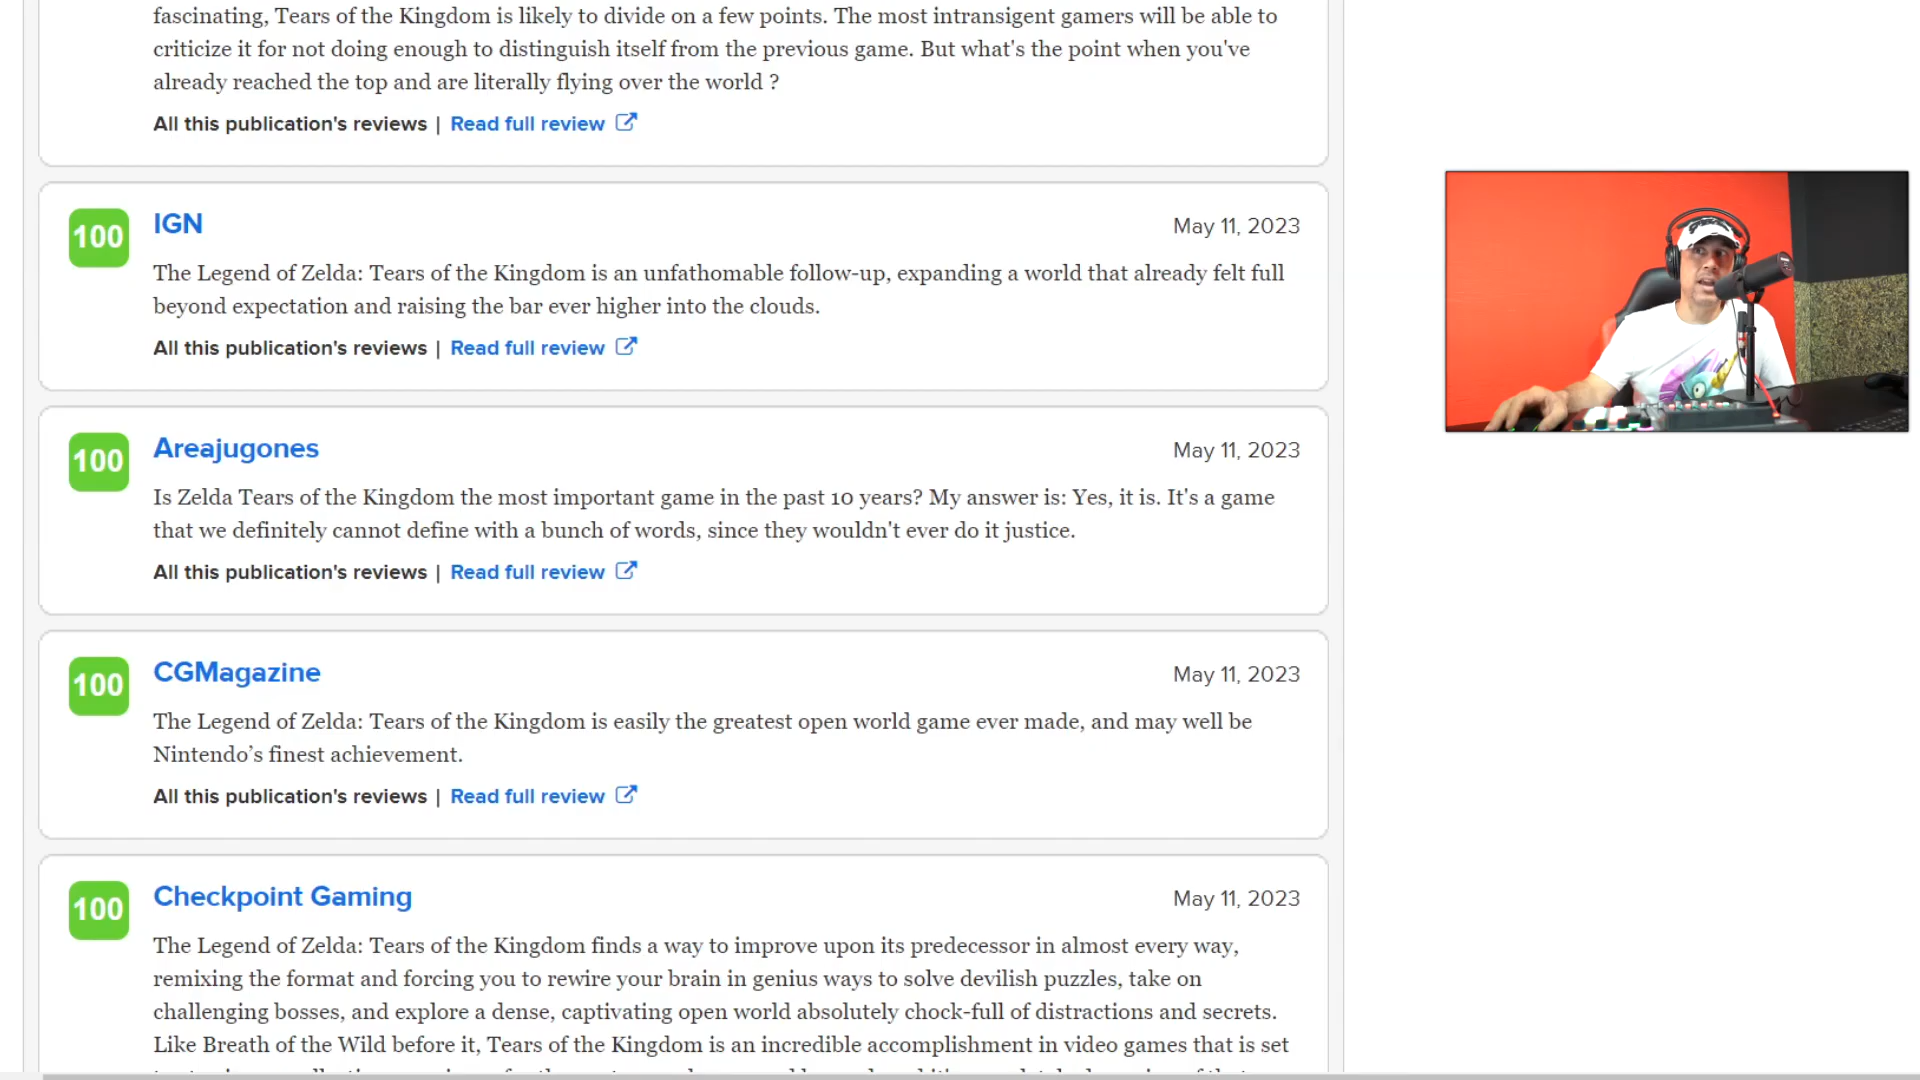 fascinating, Tears of the Kingdom is likely to divide on a few points. The most intransigent gamers will be able to
criticize it for not doing enough to distinguish itself from the previous game. But what's the point when you've
already reached the top and are literally flying over the world ?
All this publication's reviews | Read full review
100
IGN
May 11, 2023
The Legend of Zelda: Tears of the Kingdom is an unfathomable follow-up, expanding a world that already felt full
beyond expectation and raising the bar ever higher into the clouds.
All this publication's reviews | Read full review
100
Areajugones
May 11, 2023
Is Zelda Tears of the Kingdom the most important game in the past 10 years? My answer is: Yes, it is. It's a game
that we definitely cannot define with a bunch of words, since they wouldn't ever do it justice.
All this publication's reviews | Read full review
100
CGMagazine
May 11, 2023
The Legend of Zelda: Tears of the Kingdom is easily the greatest open world game ever made, and may well be
Nintendo’s finest achievement.
All this publication's reviews | Read full review
100
Checkpoint Gaming
May 11, 2023
The Legend of Zelda: Tears of the Kingdom finds a way to improve upon its predecessor in almost every way,
remixing the format and forcing you to rewire your brain in genius ways to solve devilish puzzles, take on
challenging bosses, and explore a dense, captivating open world absolutely chock-full of distractions and secrets.
Like Breath of the Wild before it, Tears of the Kingdom is an incredible accomplishment in video games that is set